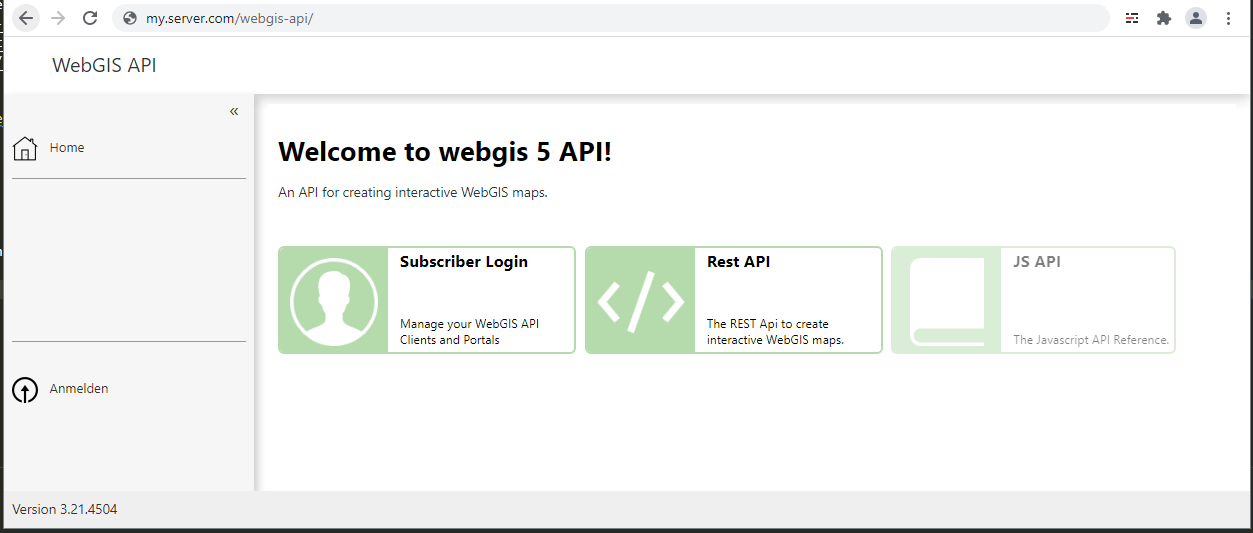 my.server.com/webgis-api/
WebGIS API
«
Home
Welcome to webgis 5 API!
An API for creating interactive WebGIS maps.
Subscriber Login
Manage your WebGIS API
Clients and Portals
</>
Rest API
The REST Api to create
interactive WebGIS maps.
JS API
The Javascript API Reference.
Anmelden
Version 3.21.4504